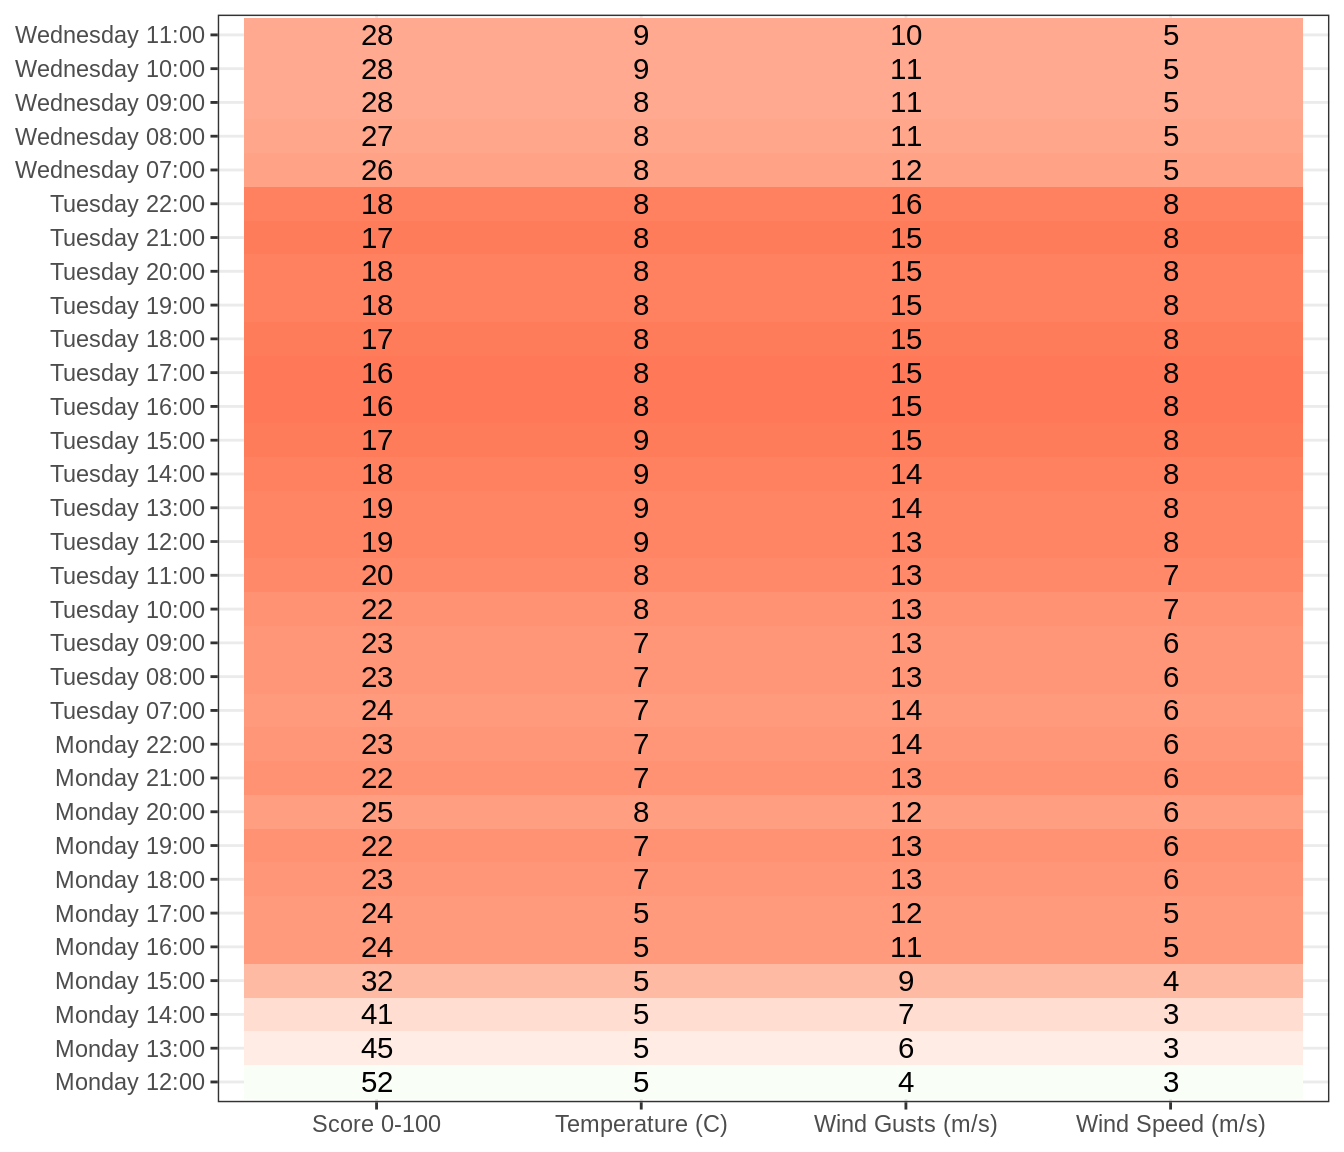 Wednesday 11:00 28 9 10 5
Wednesday 10:00 28 9 11 5
Wednesday 09:00 28 8 11 5
Wednesday 08:00 27 8 11 5
Wednesday 07:00 26 8 12 5
Tuesday 22:00 18 8 16 8
Tuesday 21:00 17 8 15 8
Tuesday 20:00 18 8 15 8
Tuesday 19:00 18 8 15 8
Tuesday 18:00 17 8 15 8
Tuesday 17:00 16 8 15 8
Tuesday 16:00 16 8 15 8
Tuesday 15:00 17 9 15 8
Tuesday 14:00 18 9 14 8
Tuesday 13:00 19 9 14 8
Tuesday 12:00 19 9 13 8
Tuesday 11:00 20 8 13 7
Tuesday 10:00 22 8 13 7
Tuesday 09:00 23 7 13 6
Tuesday 08:00 23 7 13 6
Tuesday 07:00 24 7 14 6
Monday 22:00 23 7 14 6
Monday 21:00 22 7 13 6
Monday 20:00 25 8 12 6
Monday 19:00 22 7 13 6
Monday 18:00 23 7 13 6
Monday 17:00 24 5 12 5
Monday 16:00 24 5 11 5
Monday 15:00 32 5 9 4
Monday 14:00 41 5 7 3
Monday 13:00 45 5 6 3
Monday 12:00 52 5 4 3
Score 0-100 Temperature (C) Wind Gusts (m/s) Wind Speed (m/s)